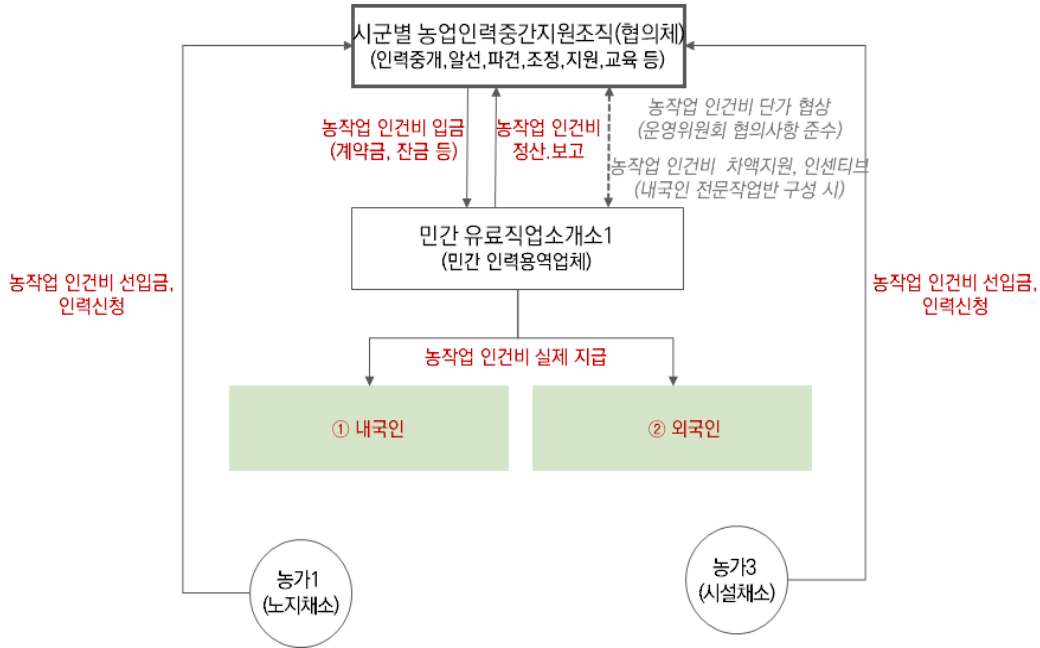 시군별 농업인력중간지원조직(협의체)
(인력중개,알선,파견,조정,지원,교육 등)
농작업 인건비 입금
(계약금, 잔금 등)
농작업 인건비
정산.보고
농작업 인건비 단가 협상
(운영위원회 협의사항 준수)
농작업 인건비 차액지원, 인센티브
(내국인 전문작업반 구성 시)
민간 유료직업소개소1
(민간 인력용역업체)
농작업 인건비 선입금,
인력신청
농작업 인건비 선입금,
인력신청
농작업 인건비 실제 지급
① 내국인
② 외국인
농가1
(노지채소)
농가3
(시설채소)